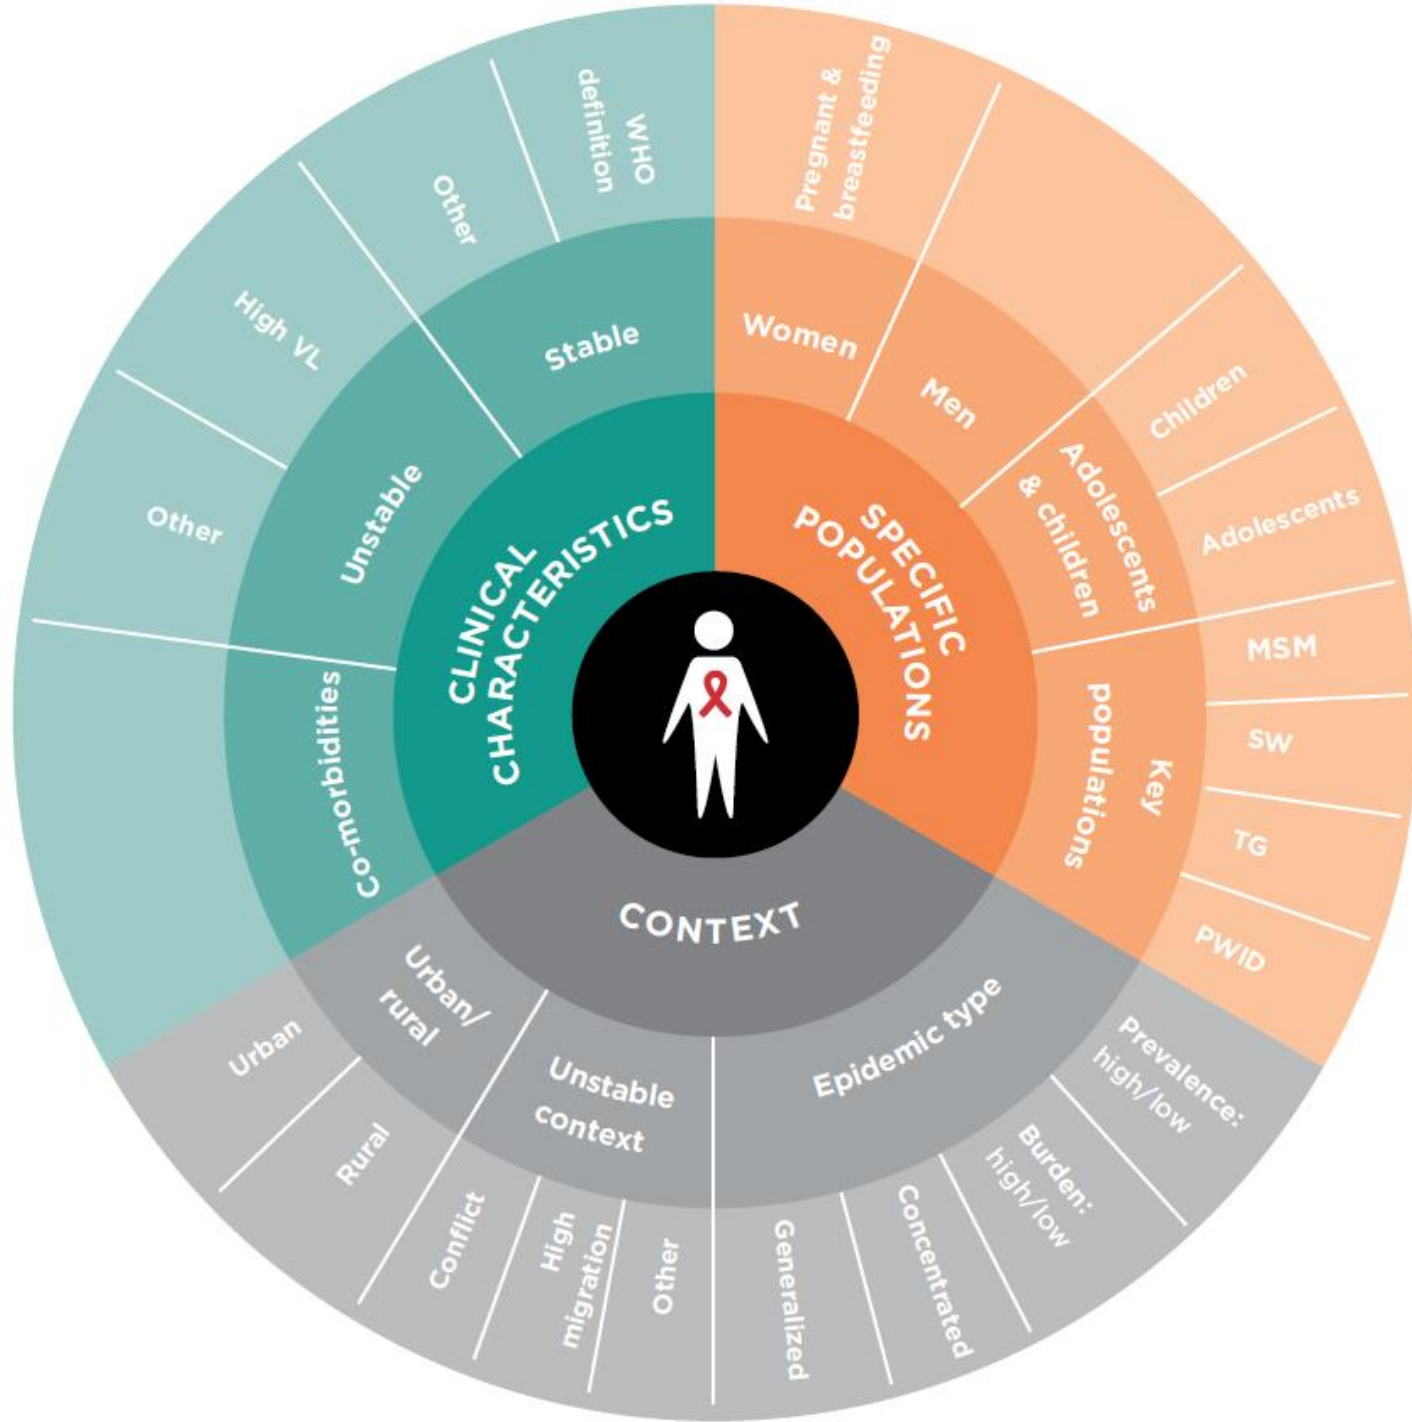 CLINICAL
CHARACTERISTICS
Stable
WHO
definition
Other
Unstable
High VL
Other
Co-morbidities
SPECIFIC
POPULATIONS
Women
Pregnant &
breastfeeding
Men
Adolescents
& children
Children
Adolescents
Key
populations
MSM
SW
TG
PWID
CONTEXT
Epidemic type
Prevalence:
high/low
Burden:
high/low
Concentrated
Generalized
Unstable
context
Other
High
migration
Conflict
Urban/
rural
Rural
Urban